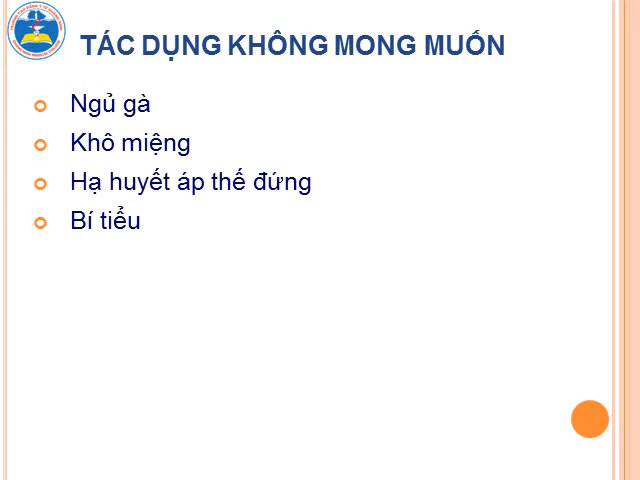 TÁC DỤNG KHÔNG MONG MUỐN
Ngủ gà
Khô miệng
Hạ huyết áp thế đứng
Bí tiểu